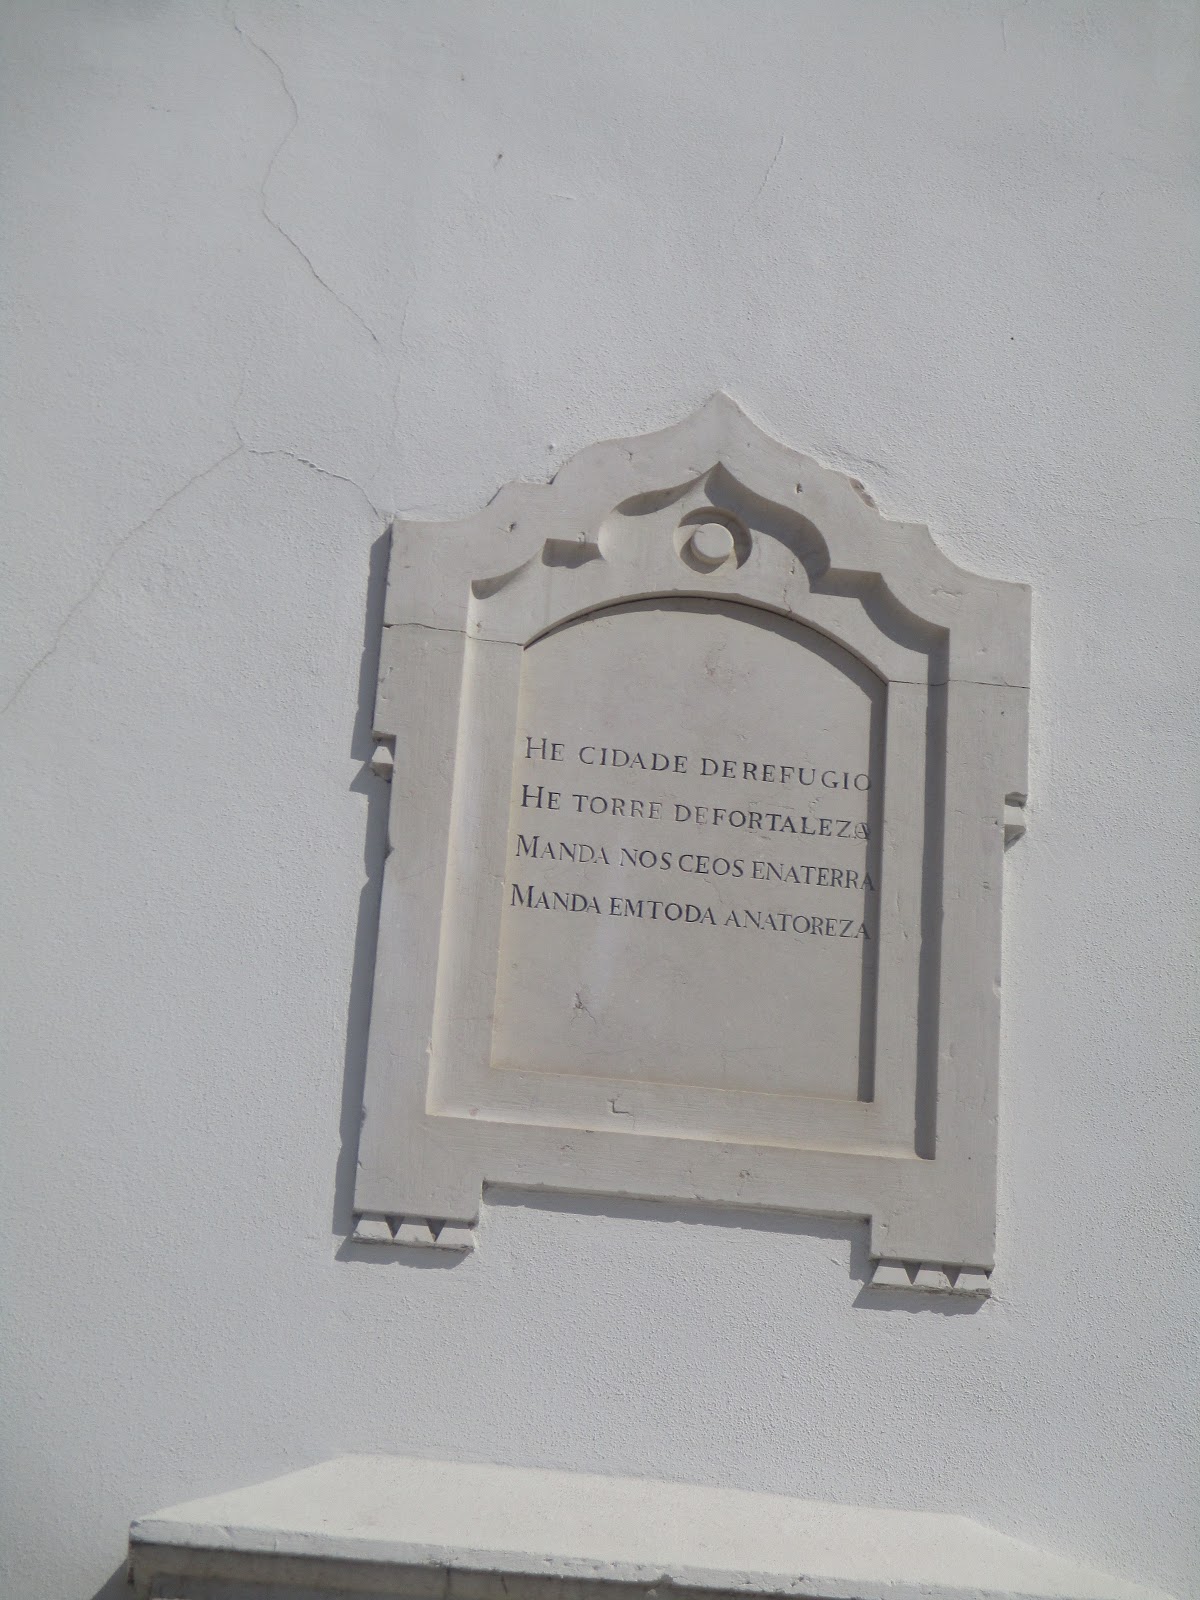 HE CIDADE DEREFUGIO
HE TORRE DEFORTALEZA
MANDA NOS CEOS ENATERRA
MANDA EMTODA ANATOREZA